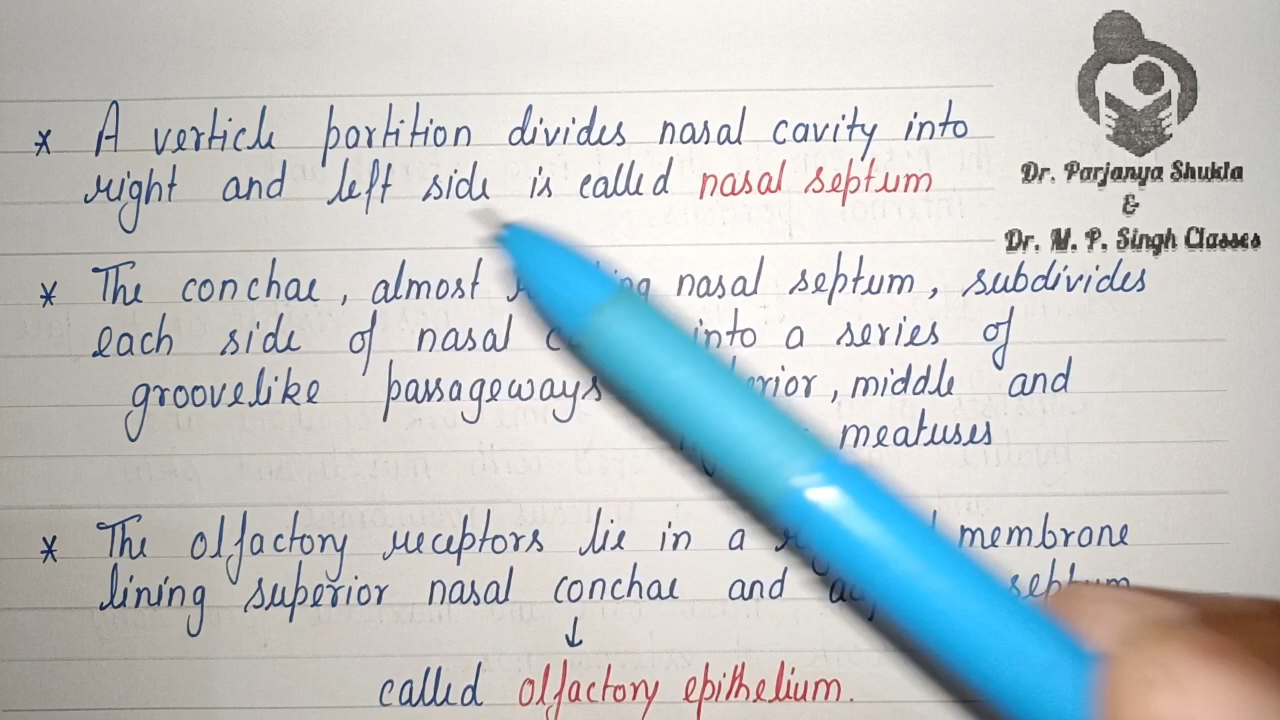 * A verticle partition divides nasal cavity into
right and left side is called nasal septum
* The conchae, almost nasal septum, subdivides
each side of nasal into a series of
groovelike passageways , middle and
meatuses
* The olfactory receptors lie in a membrane
lining superior nasal conchae and septum
↓
called olfactory epithelium.
Dr. Parjanya Shukla
&
Dr. M. P. Singh Classes